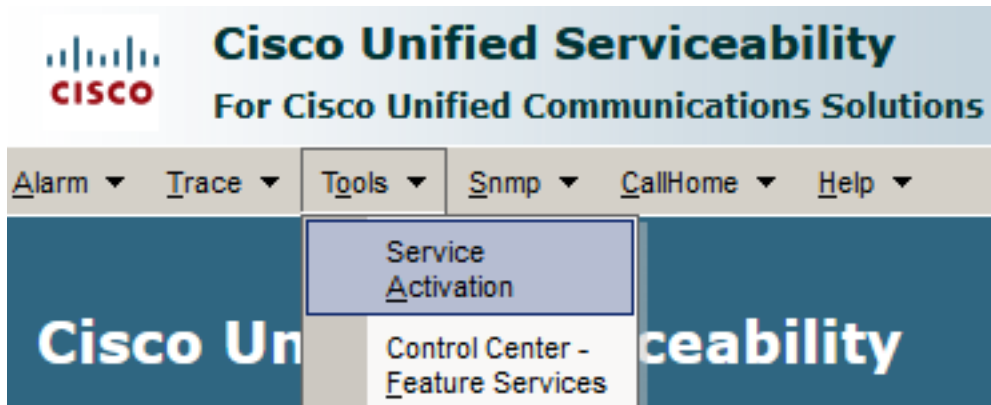 Cisco Unified Serviceability
CISCO
For Cisco Unified Communications Solutions
Alarm Trace Tools Snmp CallHome Help
Service
Activation
Cisco Un ceability
Control Center -
Feature Services